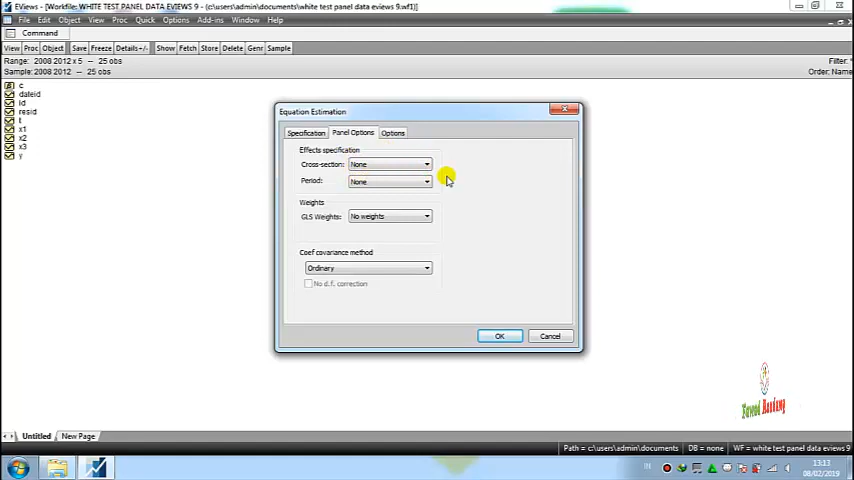 EViews - [Workfile: WHITE TEST PANEL DATA EVIEWS 9 - (c:\users\admin\documents\white test panel data eviews 9.wf1)]
File Edit Object View Proc Quick Options Add-ins Window Help
Command
View Proc Object Save Freeze Details+/- Show Fetch Store Delete Genr Sample
Range: 2008 2012 x 5 -- 25 obs
Filter: *
Sample: 2008 2012 -- 25 obs
Order: Name
c
dateid
id
resid
t
x1
x2
x3
y
Equation Estimation
Specification Panel Options Options
Effects specification
Cross-section: None
Period: None
Weights
GLS Weights: No weights
Coef covariance method
Ordinary
No d.f. correction
OK Cancel
Untitled New Page
Path = c:\users\admin\documents DB = none WF = white test panel data eviews 9
IN 13:13
08/02/2019